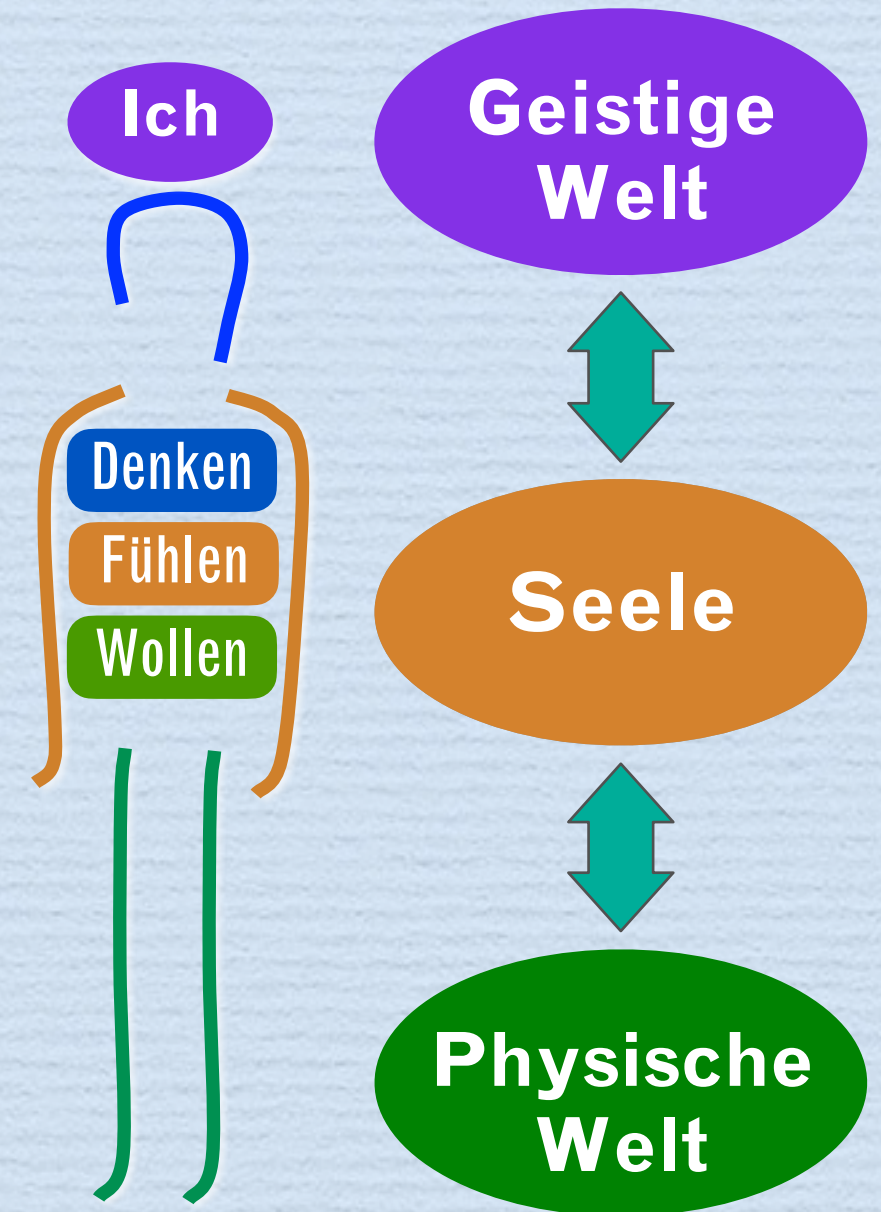 Ich
Denken
Fühlen
Wollen
Geistige
Welt
Seele
Physische
Welt